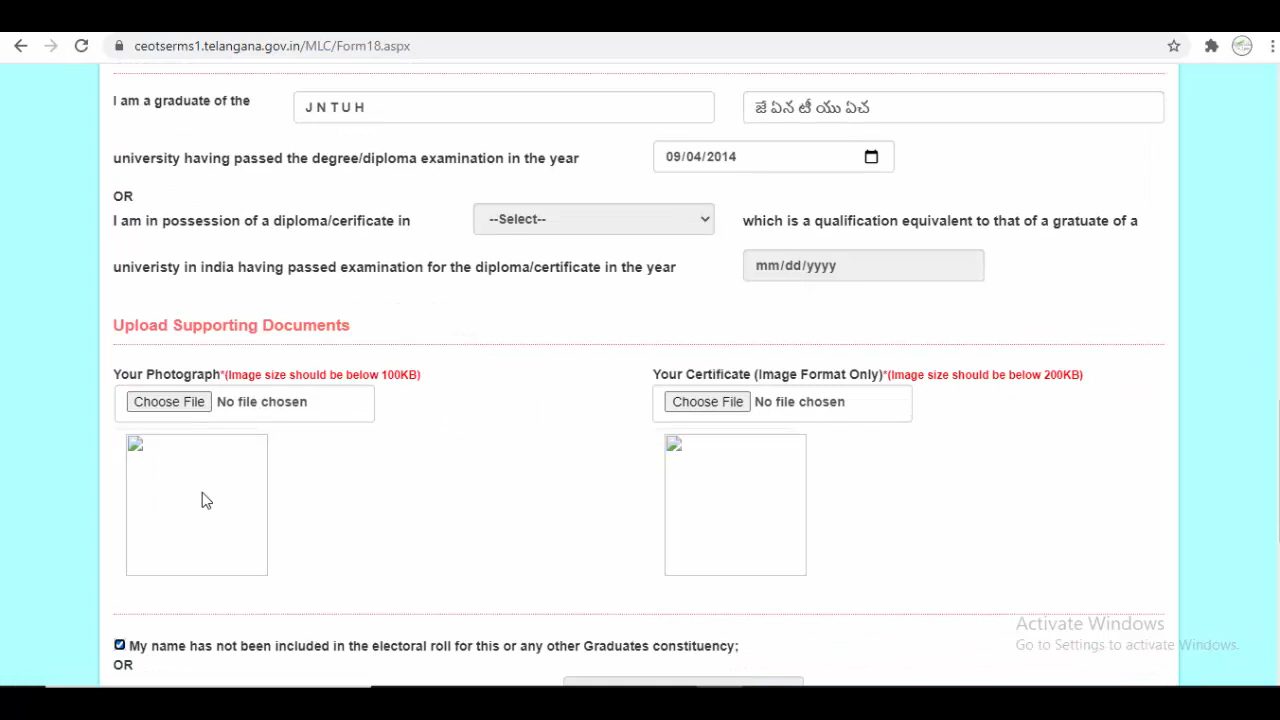 ceotserms1.telangana.gov.in/MLC/Form18.aspx
I am a graduate of the J N T U H జే ఏన టీ యు ఏచ
university having passed the degree/diploma examination in the year 09/04/2014
OR
I am in possession of a diploma/cerificate in --Select-- which is a qualification equivalent to that of a gratuate of a
univeristy in india having passed examination for the diploma/certificate in the year mm/dd/yyyy
Upload Supporting Documents
Your Photograph*(Image size should be below 100KB) Your Certificate (Image Format Only)*(Image size should be below 200KB)
Choose File No file chosen Choose File No file chosen
Activate Windows
Go to Settings to activate Windows.
My name has not been included in the electoral roll for this or any other Graduates constituency;
OR